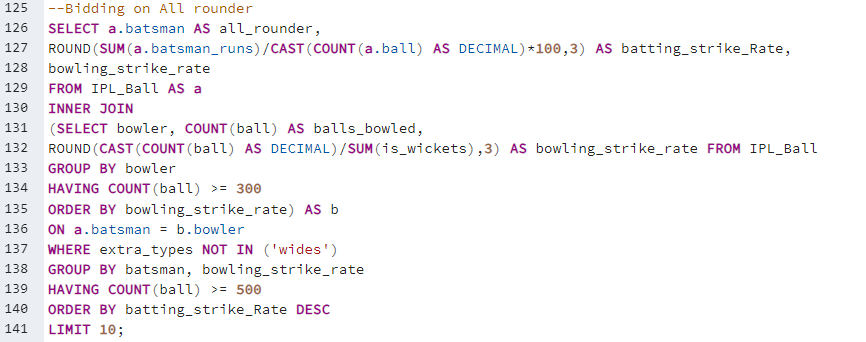 125 --Bidding on All rounder
126 SELECT a.batsman AS all_rounder,
127 ROUND(SUM(a.batsman_runs)/CAST(COUNT(a.ball) AS DECIMAL)*100,3) AS batting_strike_Rate,
128 bowling_strike_rate
129 FROM IPL_Ball AS a
130 INNER JOIN
131 (SELECT bowler, COUNT(ball) AS balls_bowled,
132 ROUND(CAST(COUNT(ball) AS DECIMAL)/SUM(is_wickets),3) AS bowling_strike_rate FROM IPL_Ball
133 GROUP BY bowler
134 HAVING COUNT(ball) >= 300
135 ORDER BY bowling_strike_rate) AS b
136 ON a.batsman = b.bowler
137 WHERE extra_types NOT IN ('wides')
138 GROUP BY batsman, bowling_strike_rate
139 HAVING COUNT(ball) >= 500
140 ORDER BY batting_strike_Rate DESC
141 LIMIT 10;